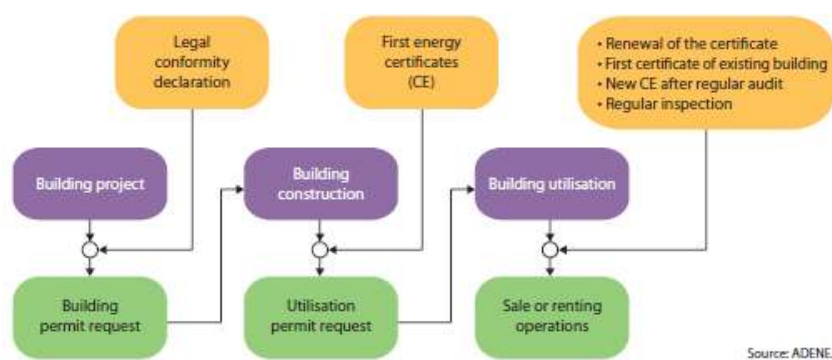 Legal
conformity
declaration
First energy
certificates
(CE)
• Renewal of the certificate
• First certificate of existing building
• New CE after regular audit
• Regular inspection
Building project
Building
construction
Building utilisation
Building
permit request
Utilisation
permit request
Sale or renting
operations
Source: ADENE